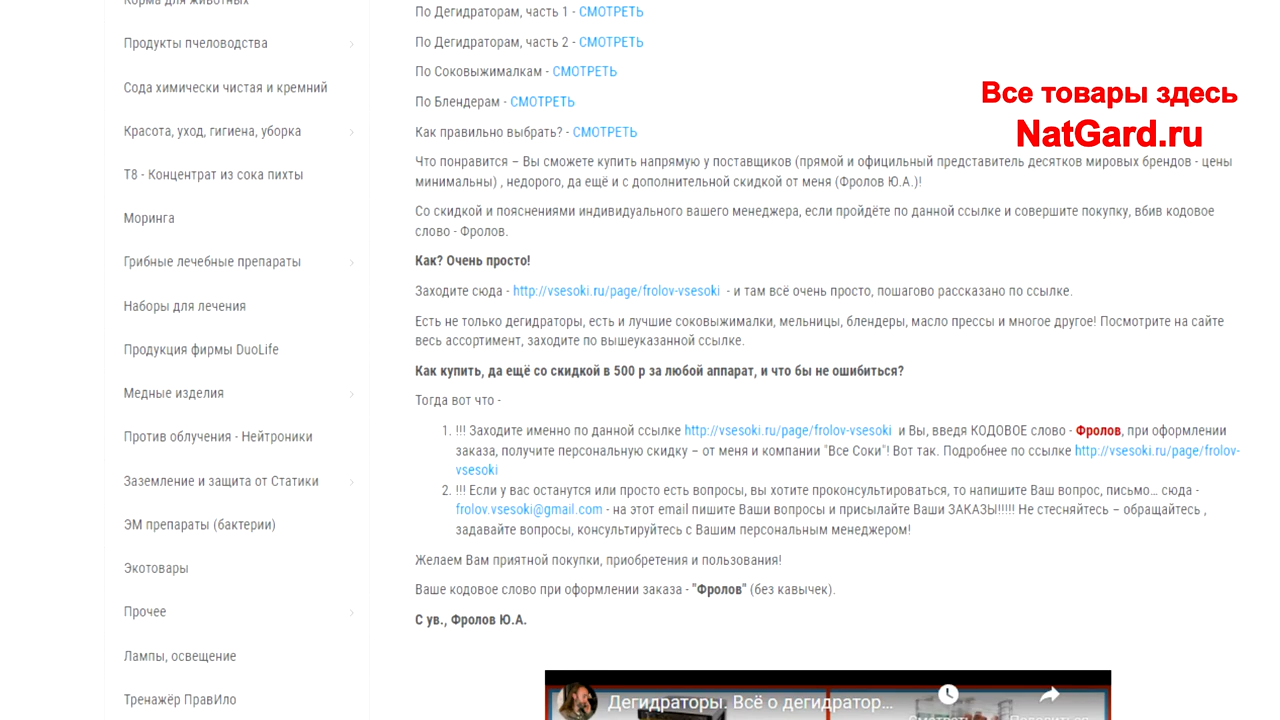 Корма для животных
Продукты пчеловодства
Сода химически чистая и кремний
Красота, уход, гигиена, уборка
Т8 - Концентрат из сока пихты
Моринга
Грибные лечебные препараты
Наборы для лечения
Продукция фирмы DuoLife
Медные изделия
Против облучения - Нейтроники
Заземление и защита от Статики
ЭМ препараты (бактерии)
Экотовары
Прочее
Лампы, освещение
Тренажёр ПравИло
По Дегидраторам, часть 1 - СМОТРЕТЬ
По Дегидраторам, часть 2 - СМОТРЕТЬ
По Соковыжималкам - СМОТРЕТЬ
По Блендерам - СМОТРЕТЬ
Как правильно выбрать? - СМОТРЕТЬ
Все товары здесь
NatGard.ru
Что понравится – Вы сможете купить напрямую у поставщиков (прямой и официльный представитель десятков мировых брендов - цены
минимальны) , недорого, да ещё и с дополнительной скидкой от меня (Фролов Ю.А.)!
Со скидкой и пояснениями индивидуального вашего менеджера, если пройдёте по данной ссылке и совершите покупку, вбив кодовое
слово - Фролов.
Как? Очень просто!
Заходите сюда - http://vsesoki.ru/page/frolov-vsesoki - и там всё очень просто, пошагово рассказано по ссылке.
Есть не только дегидраторы, есть и лучшие соковыжималки, мельницы, блендеры, масло прессы и многое другое! Посмотрите на сайте
весь ассортимент, заходите по вышеуказанной ссылке.
Как купить, да ещё со скидкой в 500 р за любой аппарат, и что бы не ошибиться?
Тогда вот что -
1. !!! Заходите именно по данной ссылке http://vsesoki.ru/page/frolov-vsesoki и Вы, введя КОДОВОЕ слово - Фролов, при оформлении
заказа, получите персональную скидку – от меня и компании "Все Соки"! Вот так. Подробнее по ссылке http://vsesoki.ru/page/frolov-
vsesoki
2. !!! Если у вас останутся или просто есть вопросы, вы хотите проконсультироваться, то напишите Ваш вопрос, письмо… сюда -
frolov.vsesoki@gmail.com - на этот email пишите Ваши вопросы и присылайте Ваши ЗАКАЗЫ!!!!! Не стесняйтесь – обращайтесь ,
задавайте вопросы, консультируйтесь с Вашим персональным менеджером!
Желаем Вам приятной покупки, приобретения и пользования!
Ваше кодовое слово при оформлении заказа - "Фролов" (без кавычек).
С ув., Фролов Ю.А.
Дегидраторы. Всё о дегидратор…
Смотреть Поделиться